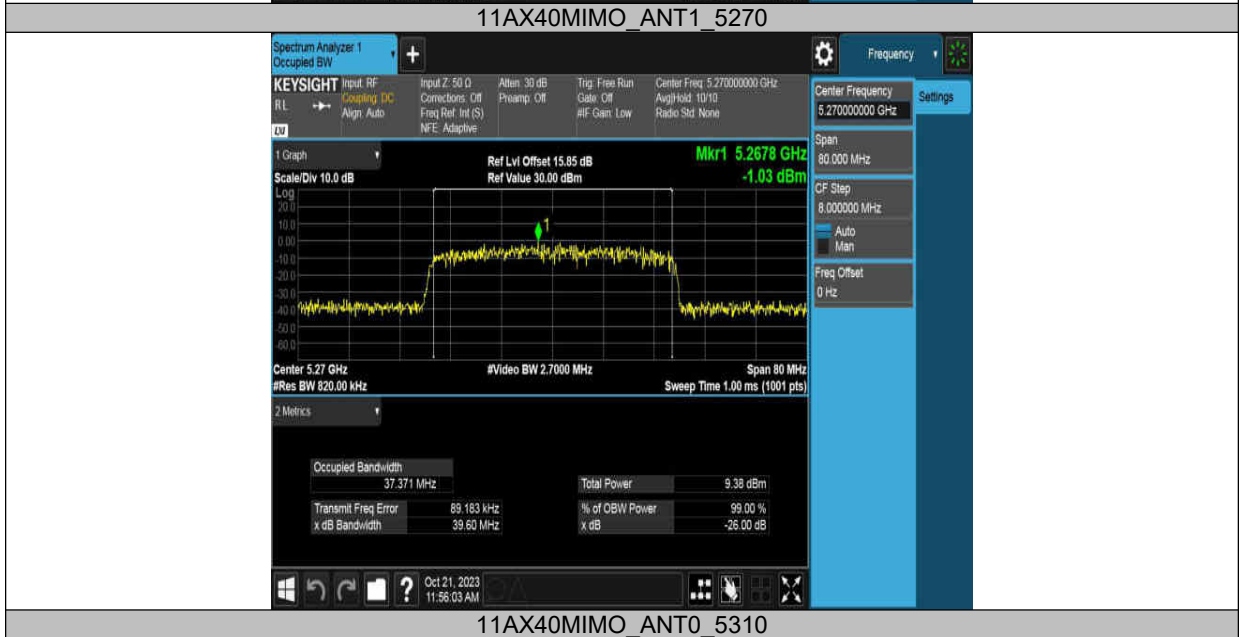 11AX40MIMO_ANT1_5270
Spectrum Analyzer 1
Occupied BW
+
Frequency
KEYSIGHT Input: RF Input Z: 50 Ω Atten: 30 dB Trig: Free Run Center Freq: 5.270000000 GHz
RL Coupling: DC Corrections: Off Preamp: Off Gate: Off Avg|Hold: 10/10
Align: Auto Freq Ref: Int (S) #IF Gain: Low Radio Std: None
NFE: Adaptive
Center Frequency
5.270000000 GHz
Settings
Span
80.000 MHz
CF Step
8.000000 MHz
Auto
Man
Freq Offset
0 Hz
1 Graph
Ref Lvl Offset 15.85 dB
Mkr1 5.2678 GHz
Scale/Div 10.0 dB
Ref Value 30.00 dBm
-1.03 dBm
Log
20.0
10.0
0.00
-10.0
-20.0
-30.0
-40.0
-50.0
-60.0
1
Center 5.27 GHz #Video BW 2.7000 MHz Span 80 MHz
#Res BW 820.00 kHz Sweep Time 1.00 ms (1001 pts)
2 Metrics
Occupied Bandwidth
37.371 MHz
Total Power 9.38 dBm
Transmit Freq Error 89.183 kHz % of OBW Power 99.00 %
x dB Bandwidth 39.60 MHz x dB -26.00 dB
?
Oct 21, 2023
11:56:03 AM
11AX40MIMO_ANT0_5310